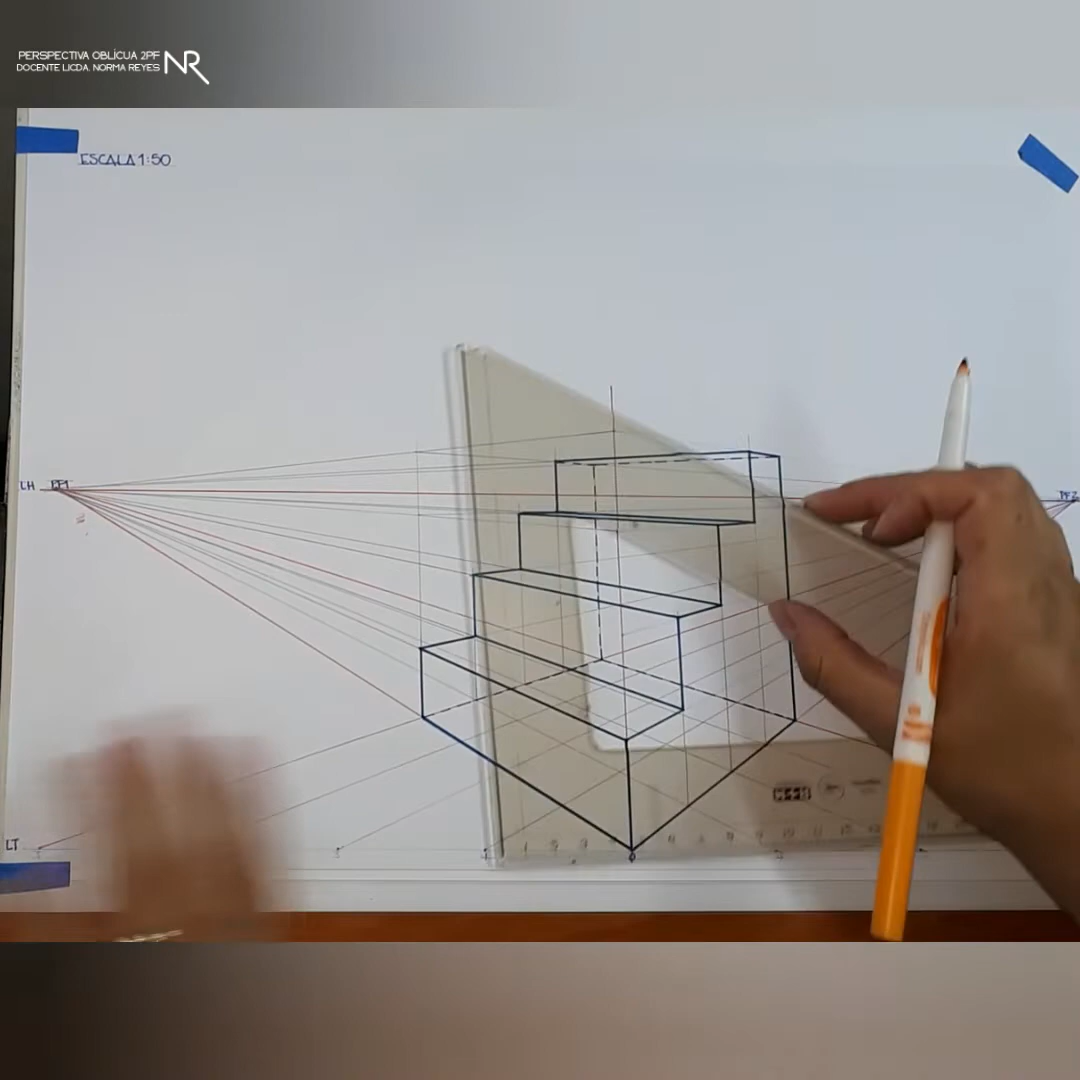 PERSPECTIVA OBLÍCUA 2PF
DOCENTE LICDA. NORMA REYES
NR
ESCALA 1:50
LH
PF1
PF2
LT